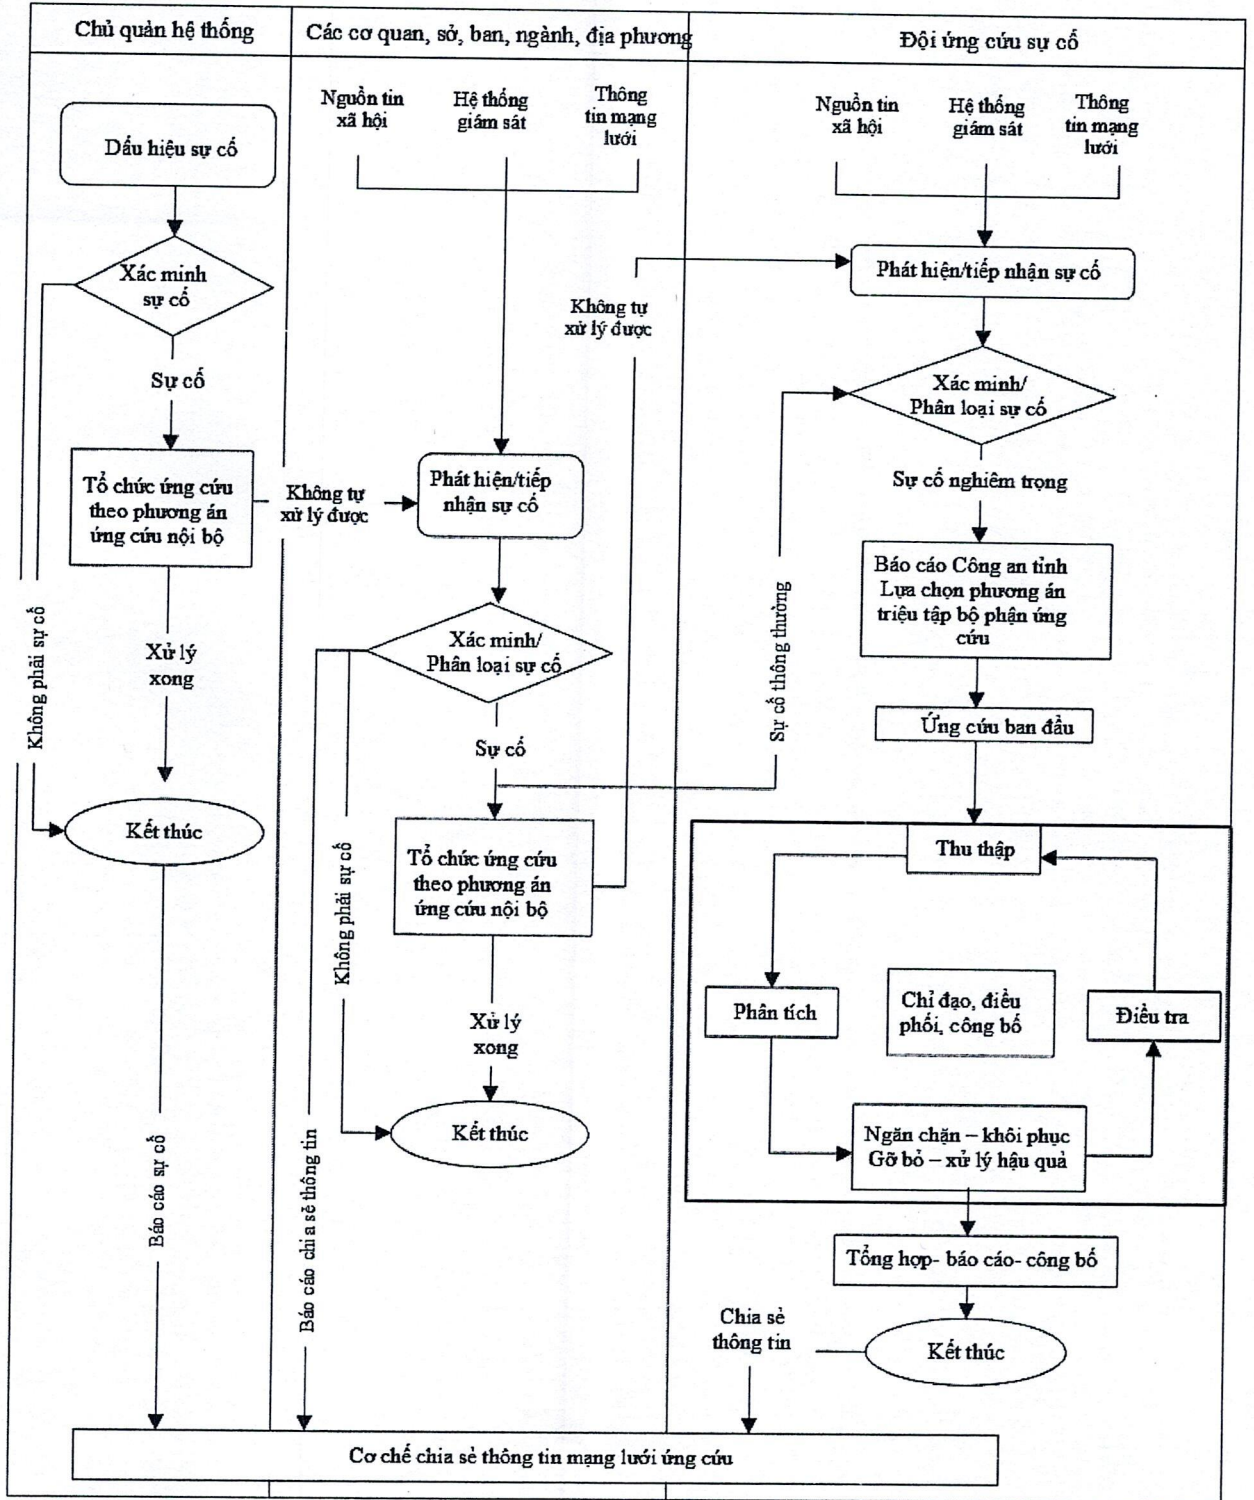 Chủ quản hệ thống
Các cơ quan, sở, ban, ngành, địa phương
Đội ứng cứu sự cố
Dấu hiệu sự cố
Xác minh
sự cố
Sự cố
Tổ chức ứng cứu
theo phương án
ứng cứu nội bộ
Không tự
xử lý được
Không phải sự cố
Xử lý
xong
Kết thúc
Báo cáo sự cố
Nguồn tin
xã hội
Hệ thống
giám sát
Thông
tin mạng
lưới
Phát hiện/tiếp
nhận sự cố
Xác minh/
Phân loại sự cố
Sự cố
Tổ chức ứng cứu
theo phương án
ứng cứu nội bộ
Không tự
xử lý được
Không phải sự cố
Báo cáo chia sẻ thông tin
Xử lý
xong
Kết thúc
Nguồn tin
xã hội
Hệ thống
giám sát
Thông
tin mạng
lưới
Phát hiện/tiếp nhận sự cố
Xác minh/
Phân loại sự cố
Sự cố thông thường
Sự cố nghiêm trọng
Báo cáo Công an tỉnh
Lựa chọn phương án
triệu tập bộ phận ứng
cứu
Ứng cứu ban đầu
Thu thập
Phân tích
Chỉ đạo, điều
phối, công bố
Điều tra
Ngăn chặn – khôi phục
Gỡ bỏ – xử lý hậu quả
Tổng hợp- báo cáo- công bố
Chia sẻ
thông tin
Kết thúc
Cơ chế chia sẻ thông tin mạng lưới ứng cứu